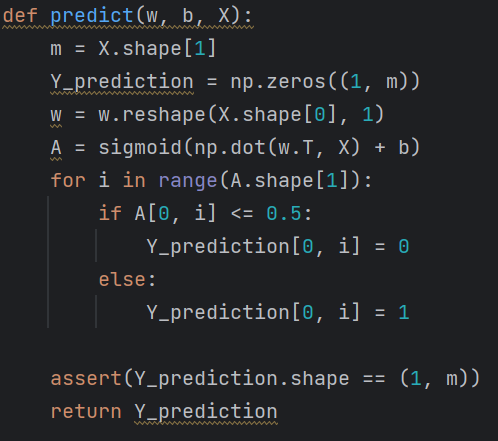 def predict(w, b, X):
    m = X.shape[1]
    Y_prediction = np.zeros((1, m))
    w = w.reshape(X.shape[0], 1)
    A = sigmoid(np.dot(w.T, X) + b)
    for i in range(A.shape[1]):
        if A[0, i] <= 0.5:
            Y_prediction[0, i] = 0
        else:
            Y_prediction[0, i] = 1

    assert(Y_prediction.shape == (1, m))
    return Y_prediction